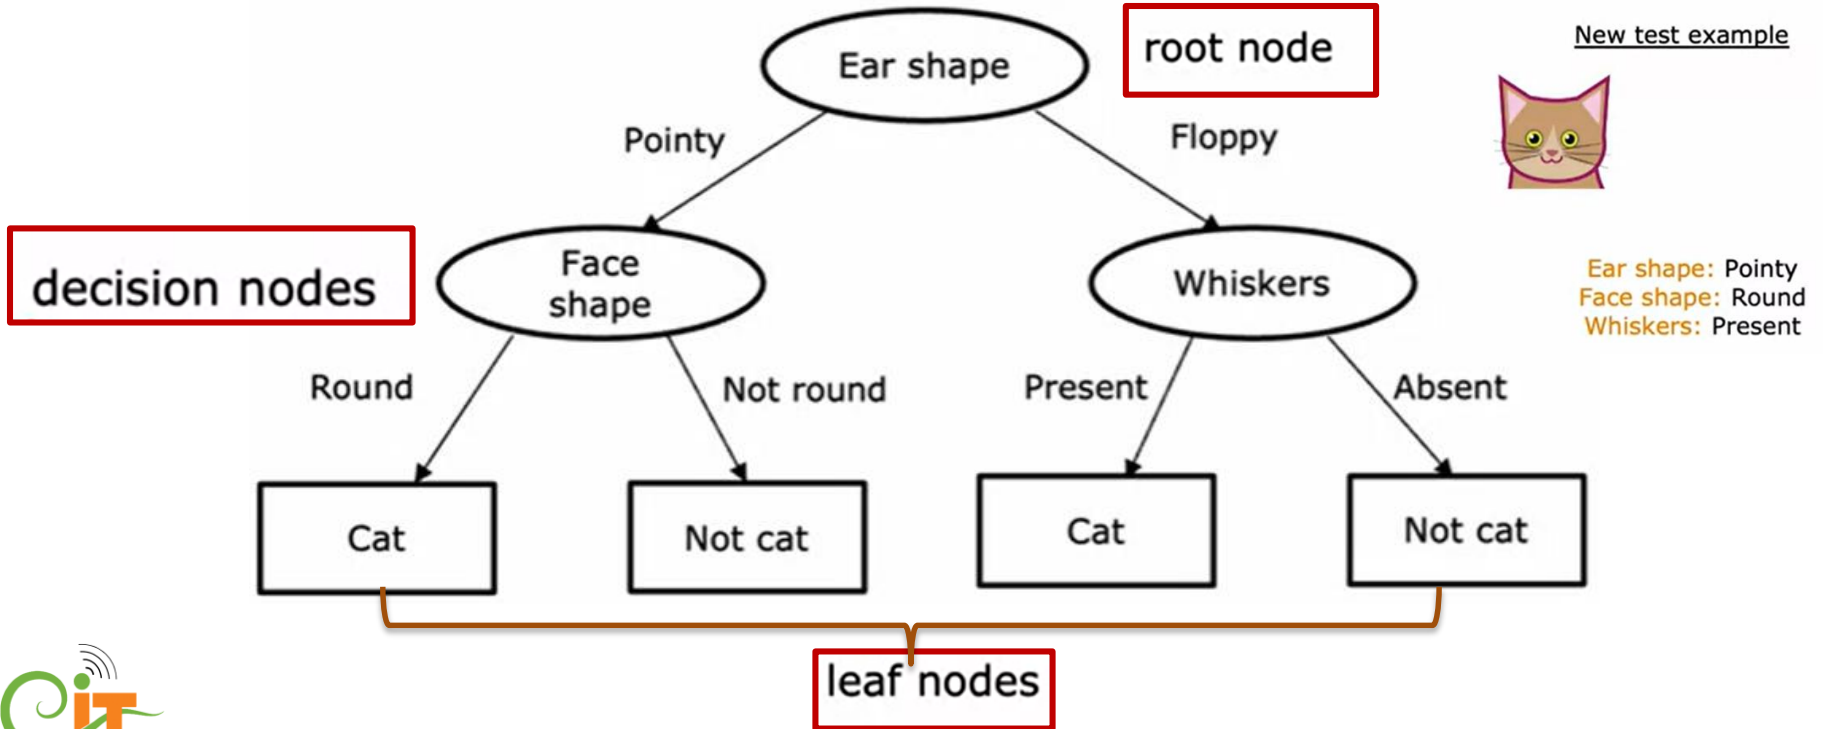 Ear shape
root node
New test example
Pointy
Floppy
decision nodes
Face
shape
Whiskers
Ear shape: Pointy
Face shape: Round
Whiskers: Present
Round
Not round
Present
Absent
Cat
Not cat
Cat
Not cat
leaf nodes
CiT